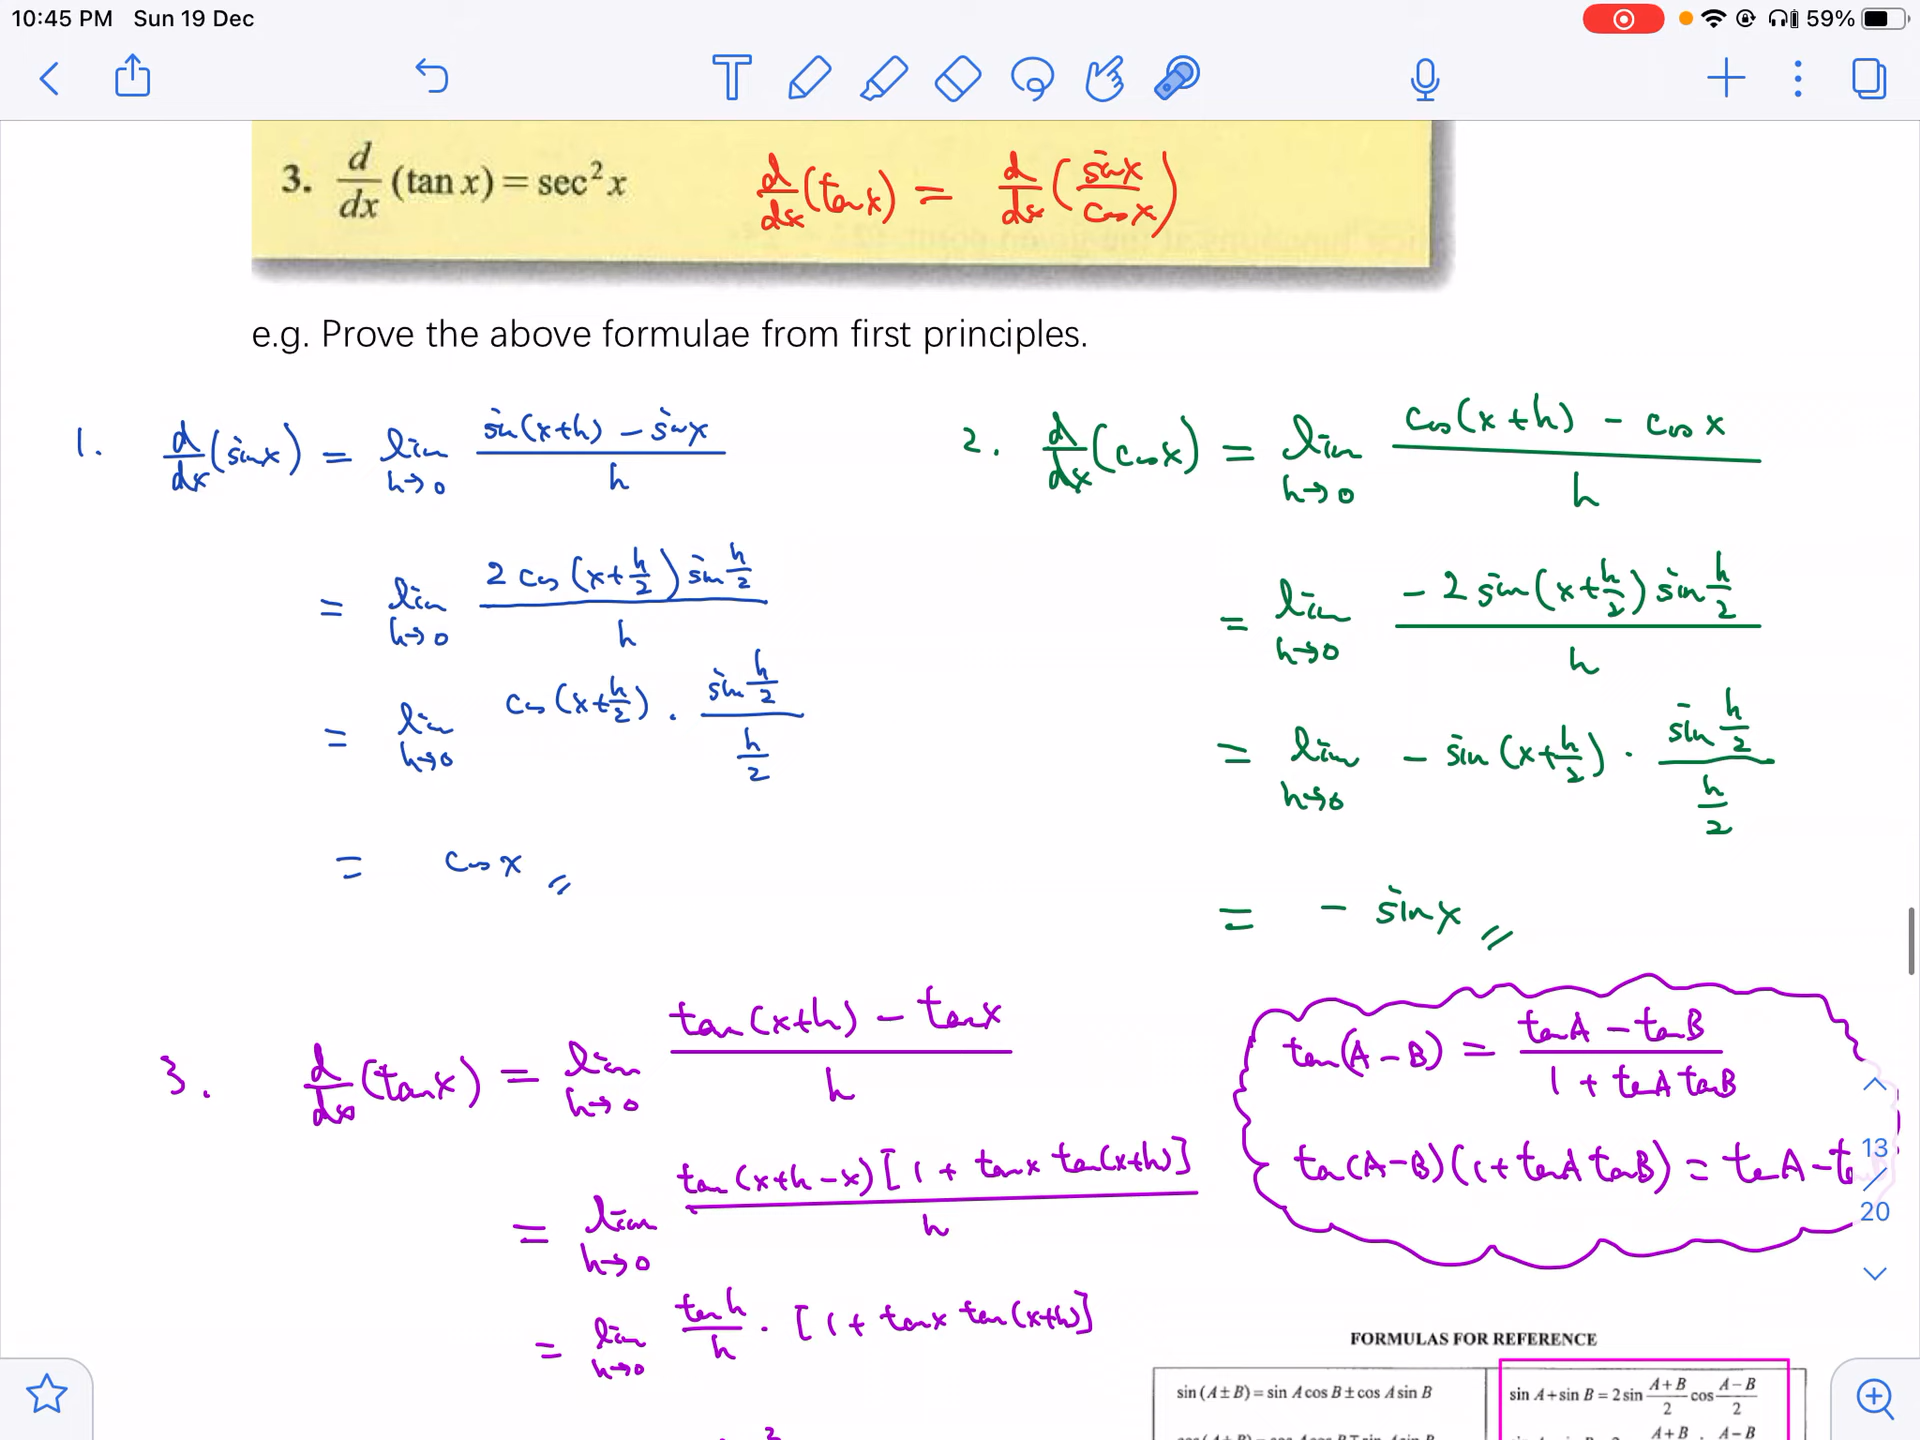 10:45 PM Sun 19 Dec 59%
3. d/dx (tan x) = sec² x d/dx (tan x) = d/dx (sin x / cos x)
e.g. Prove the above formulae from first principles.
1. d/dx (sin x) = lim h→0 (sin(x+h) − sin x) / h
= lim h→0 2 cos(x+h/2) sin h/2 / h
= lim h→0 cos(x+h/2) · (sin h/2) / (h/2)
= cos x //
2. d/dx (cos x) = lim h→0 (cos(x+h) − cos x) / h
= lim h→0 −2 sin(x+h/2) sin h/2 / h
= lim h→0 − sin(x+h/2) · (sin h/2) / (h/2)
= − sin x //
3. d/dx (tan x) = lim h→0 (tan(x+h) − tan x) / h
= lim h→0 tan(x+h−x)[1 + tan x tan(x+h)] / h
= lim h→0 tan h / h · [1 + tan x tan(x+h)]
tan(A−B) = (tan A − tan B) / (1 + tan A tan B)
tan(A−B)(1 + tan A tan B) = tan A − t
13 / 20
FORMULAS FOR REFERENCE
sin (A ± B) = sin A cos B ± cos A sin B
sin A + sin B = 2 sin (A+B)/2 cos (A−B)/2